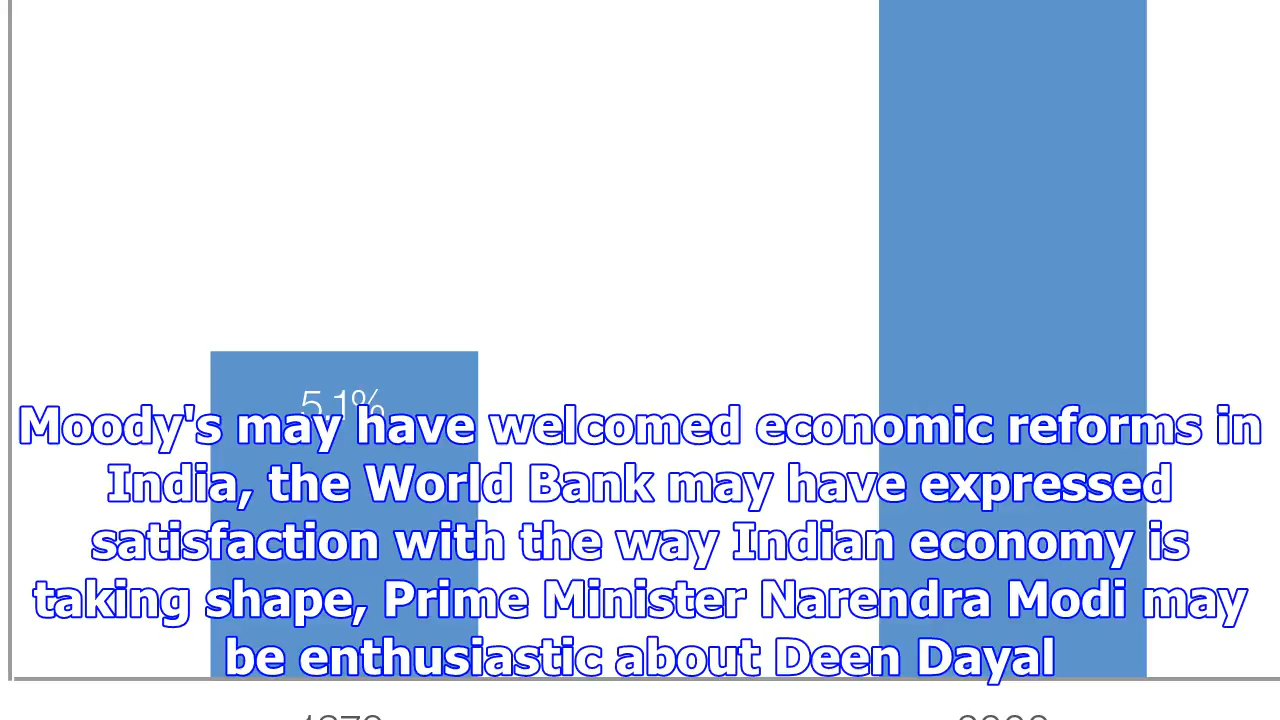 5.1%
Moody's may have welcomed economic reforms in
India, the World Bank may have expressed
satisfaction with the way Indian economy is
taking shape, Prime Minister Narendra Modi may
be enthusiastic about Deen Dayal